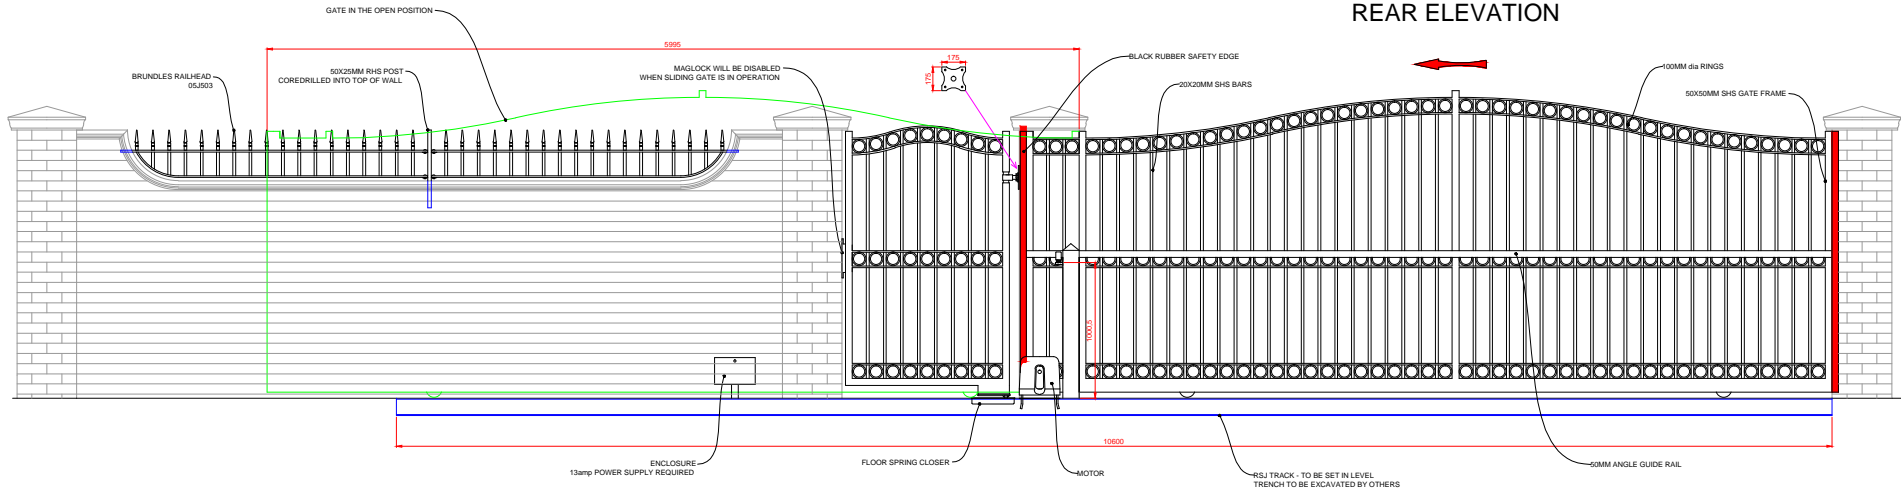 REAR ELEVATION
GATE IN THE OPEN POSITION
5995
BRUNDLES RAILHEAD
05J503
50X25MM RHS POST
COREDRILLED INTO TOP OF WALL
MAGLOCK WILL BE DISABLED
WHEN SLIDING GATE IS IN OPERATION
175
175
BLACK RUBBER SAFETY EDGE
20X20MM SHS BARS
100MM dia RINGS
50X50MM SHS GATE FRAME
1000.5
10600
ENCLOSURE
13amp POWER SUPPLY REQUIRED
FLOOR SPRING CLOSER
MOTOR
RSJ TRACK - TO BE SET IN LEVEL
TRENCH TO BE EXCAVATED BY OTHERS
50MM ANGLE GUIDE RAIL